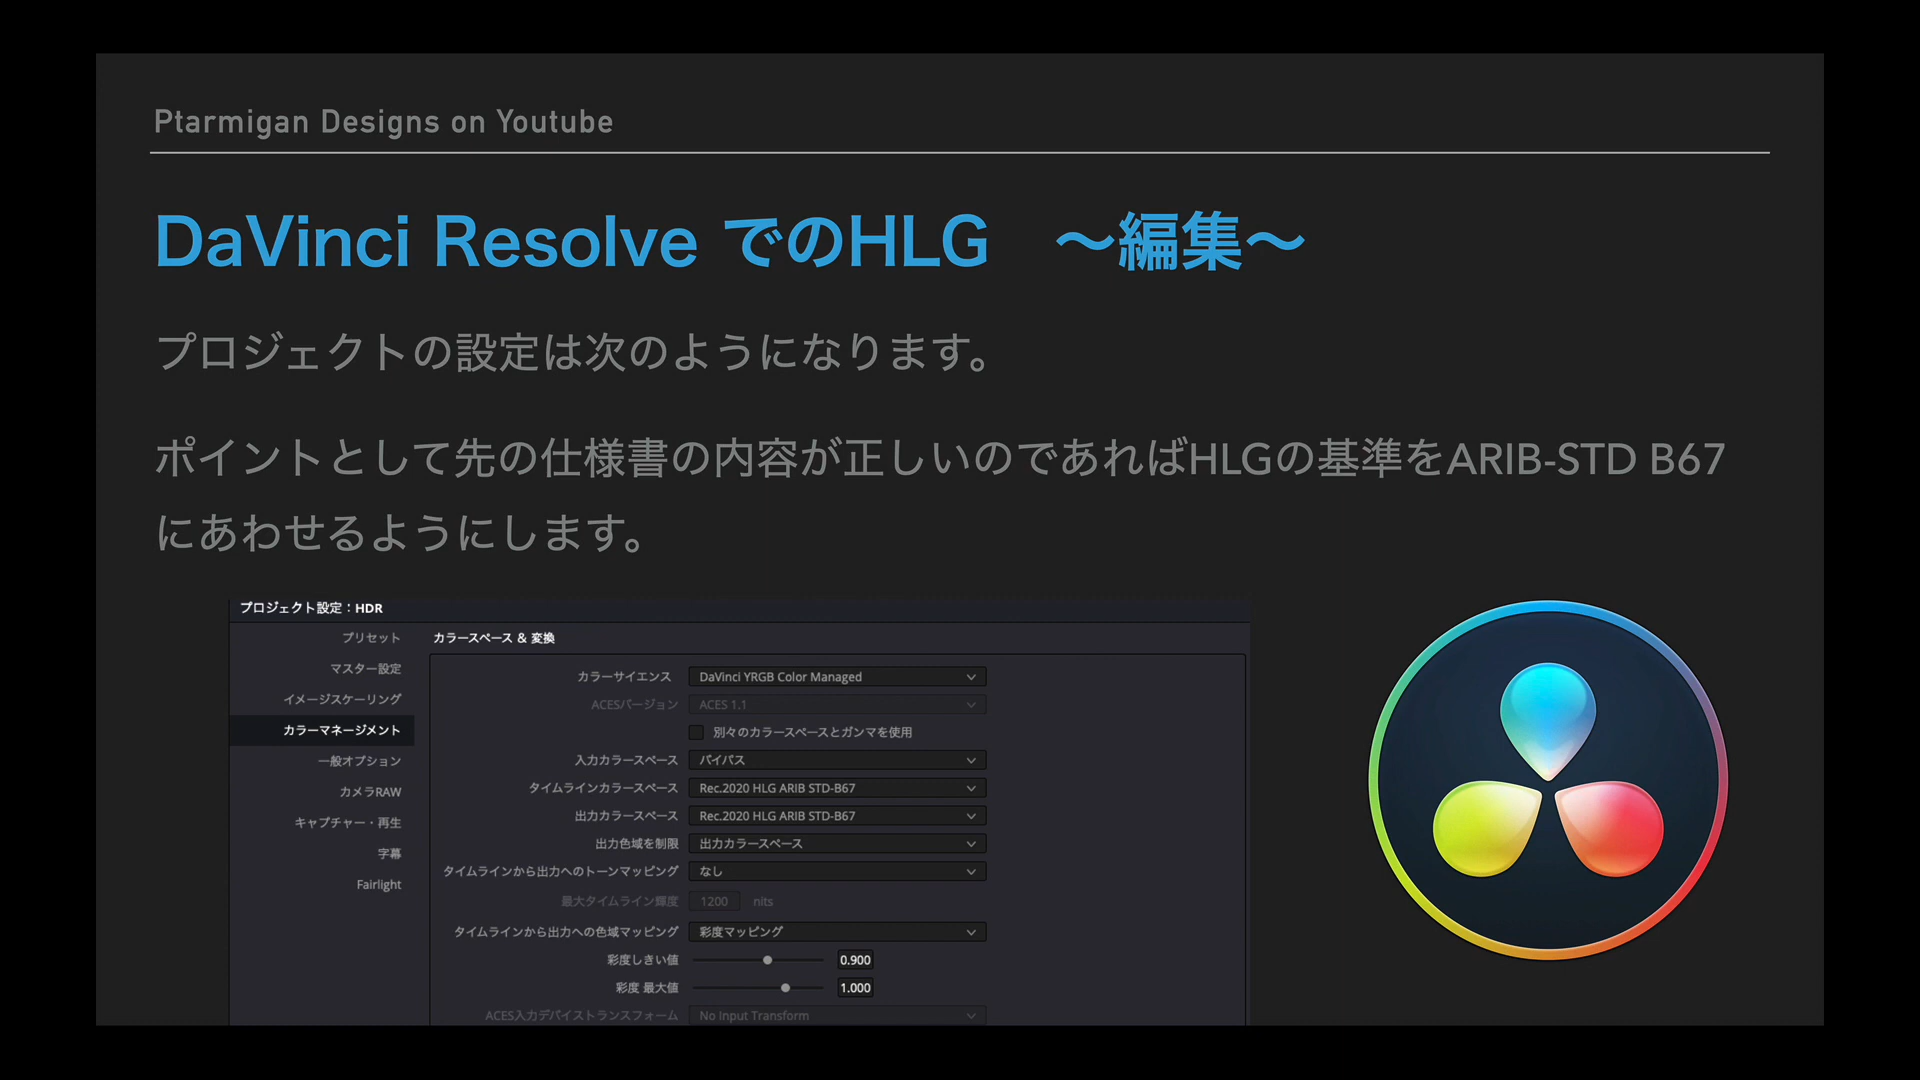 Ptarmigan Designs on Youtube
DaVinci Resolve でのHLG　〜編集〜
プロジェクトの設定は次のようになります。
ポイントとして先の仕様書の内容が正しいのであればHLGの基準をARIB-STD B67
にあわせるようにします。
プロジェクト設定：HDR
プリセット
マスター設定
イメージスケーリング
カラーマネージメント
一般オプション
カメラRAW
キャプチャー・再生
字幕
Fairlight
カラースペース & 変換
カラーサイエンス DaVinci YRGB Color Managed
ACESバージョン ACES 1.1
別々のカラースペースとガンマを使用
入力カラースペース バイパス
タイムラインカラースペース Rec.2020 HLG ARIB STD-B67
出力カラースペース Rec.2020 HLG ARIB STD-B67
出力色域を制限 出力カラースペース
タイムラインから出力へのトーンマッピング なし
最大タイムライン輝度 1200 nits
タイムラインから出力への色域マッピング 彩度マッピング
彩度しきい値 0.900
彩度 最大値 1.000
ACES入力デバイストランスフォーム No Input Transform